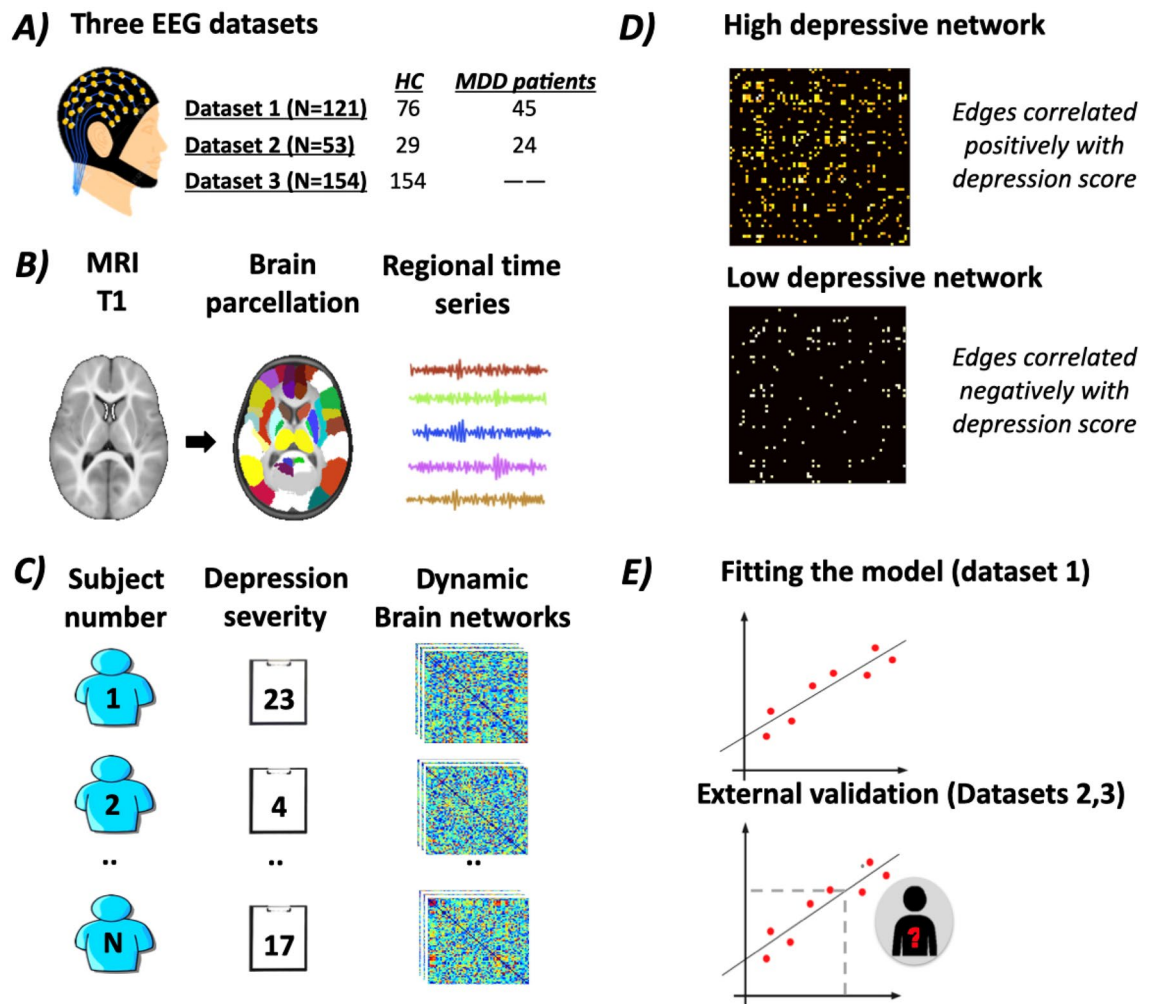 A) Three EEG datasets
HC MDD patients
Dataset 1 (N=121) 76 45
Dataset 2 (N=53) 29 24
Dataset 3 (N=154) 154 ——
B) MRI
T1
Brain
parcellation
Regional time
series
C) Subject
number
Depression
severity
Dynamic
Brain networks
1 23
2 4
.. .. ..
N 17
D) High depressive network
Edges correlated
positively with
depression score
Low depressive network
Edges correlated
negatively with
depression score
E) Fitting the model (dataset 1)
External validation (Datasets 2,3)
?